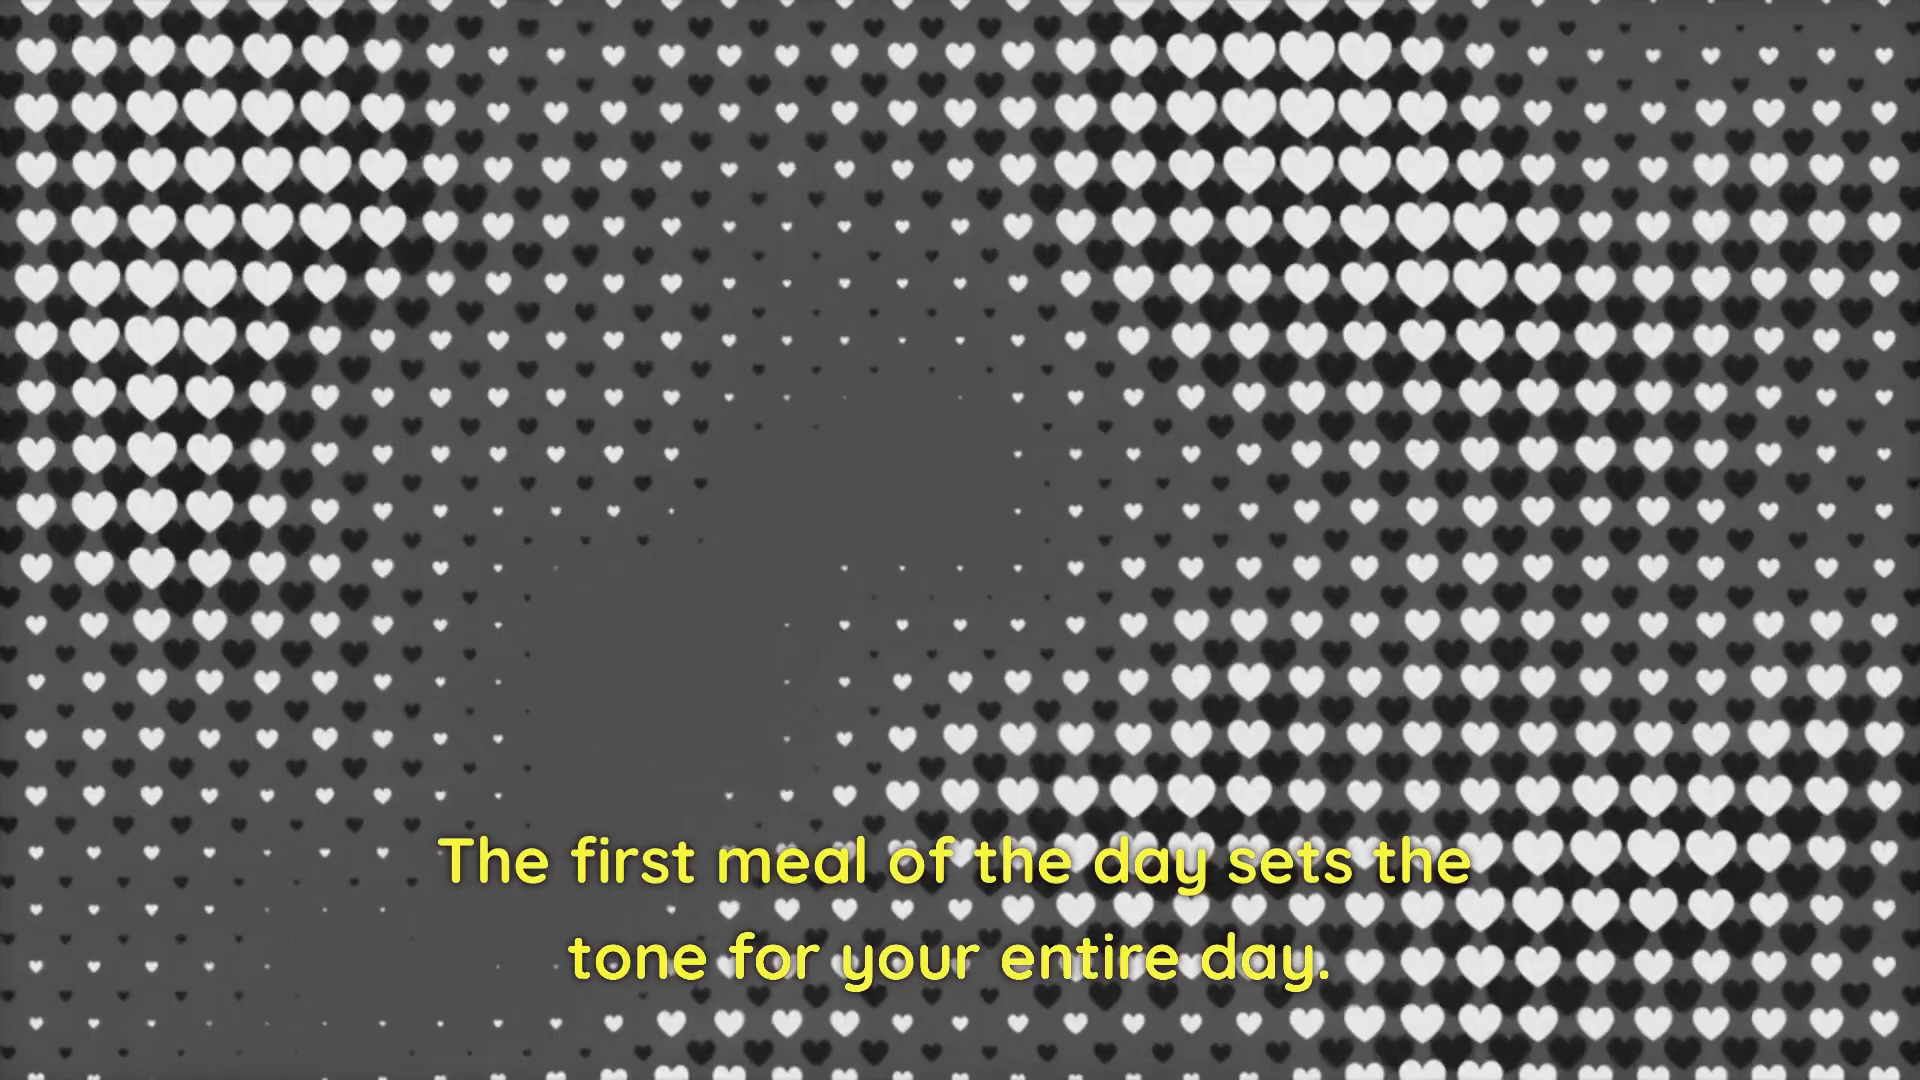 The first meal of the day sets the
tone for your entire day.